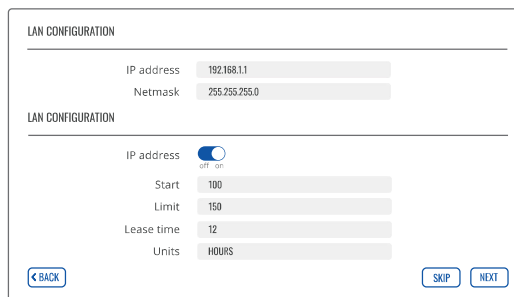 LAN CONFIGURATION
IP address 192.168.1.1
Netmask 255.255.255.0
LAN CONFIGURATION
IP address
off on
Start 100
Limit 150
Lease time 12
Units HOURS
< BACK SKIP NEXT